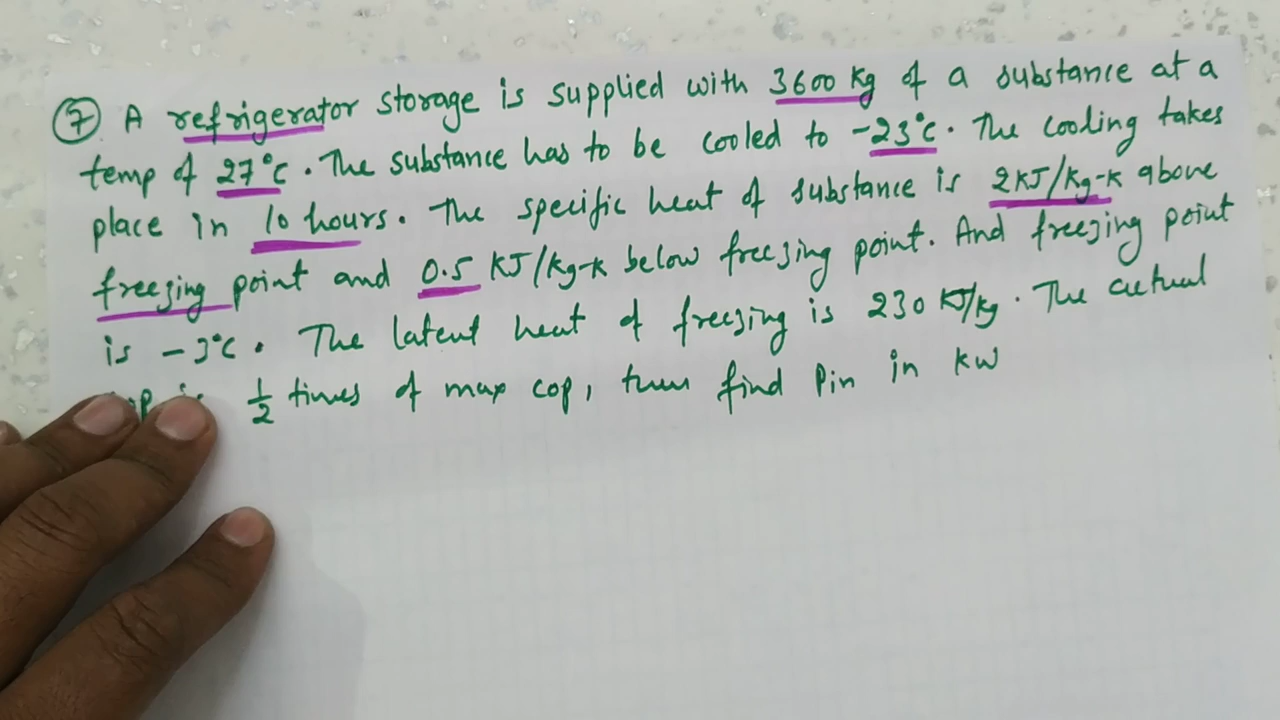 ⑦ A refrigerator storage is supplied with 3600 Kg of a substance at a
temp of 27°C. The substance has to be cooled to -23°C. The cooling takes
place in 10 hours. The specific heat of substance is 2KJ/Kg-K above
freezing point and 0.5 KJ/Kg-K below freezing point. And freezing point
is -3°C. The latent heat of freezing is 230 KJ/Kg. The actual
1/2 times of max cop, then find Pin in KW